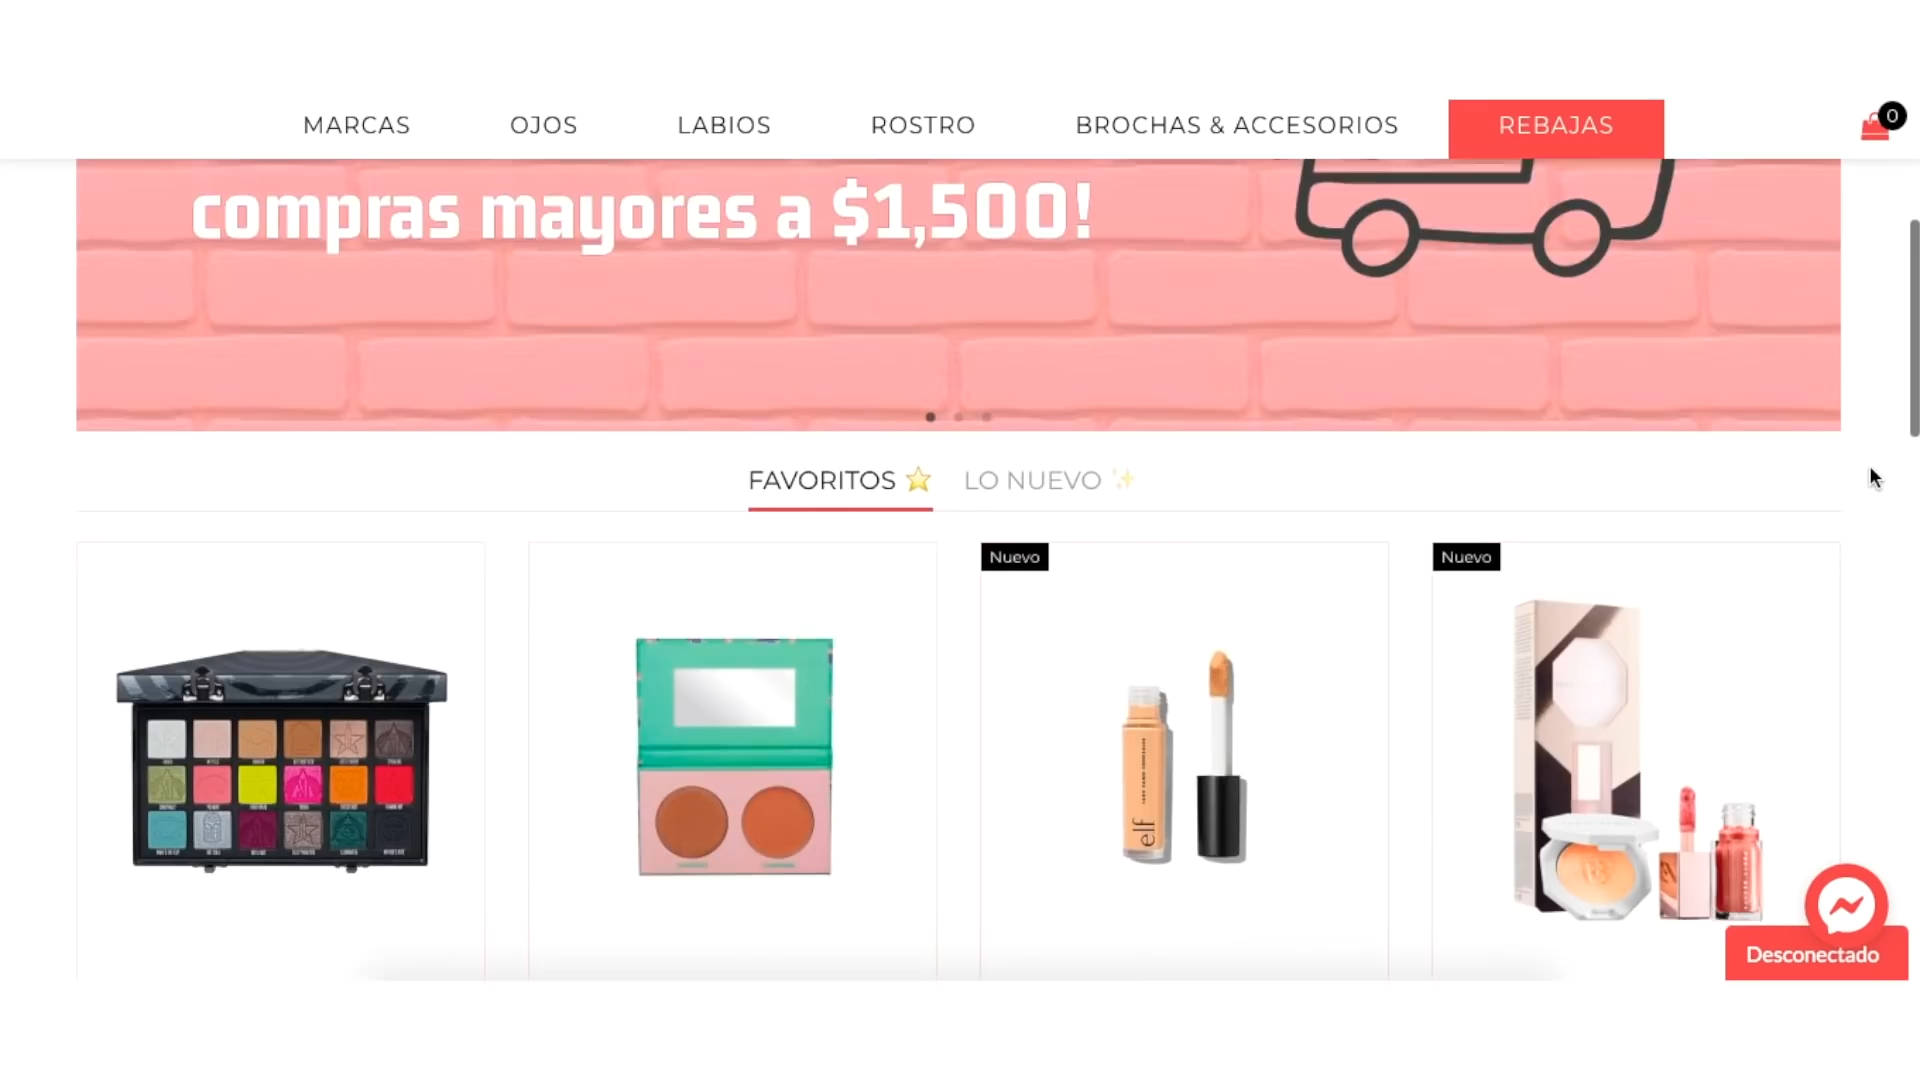 MARCAS OJOS LABIOS ROSTRO BROCHAS & ACCESORIOS REBAJAS 0
compras mayores a $1,500!
FAVORITOS ⭐ LO NUEVO ✨
Nuevo Nuevo
elf
Desconectado